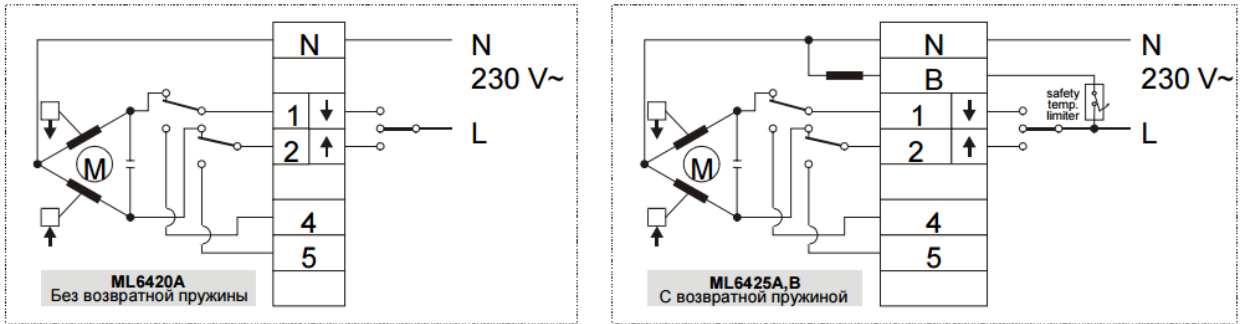 N
N
230 V~
1
2
L
M
4
5
ML6420A
Без возвратной пружины
N
N
B
230 V~
safety
temp.
limiter
1
2
L
M
4
5
ML6425A,B
С возвратной пружиной